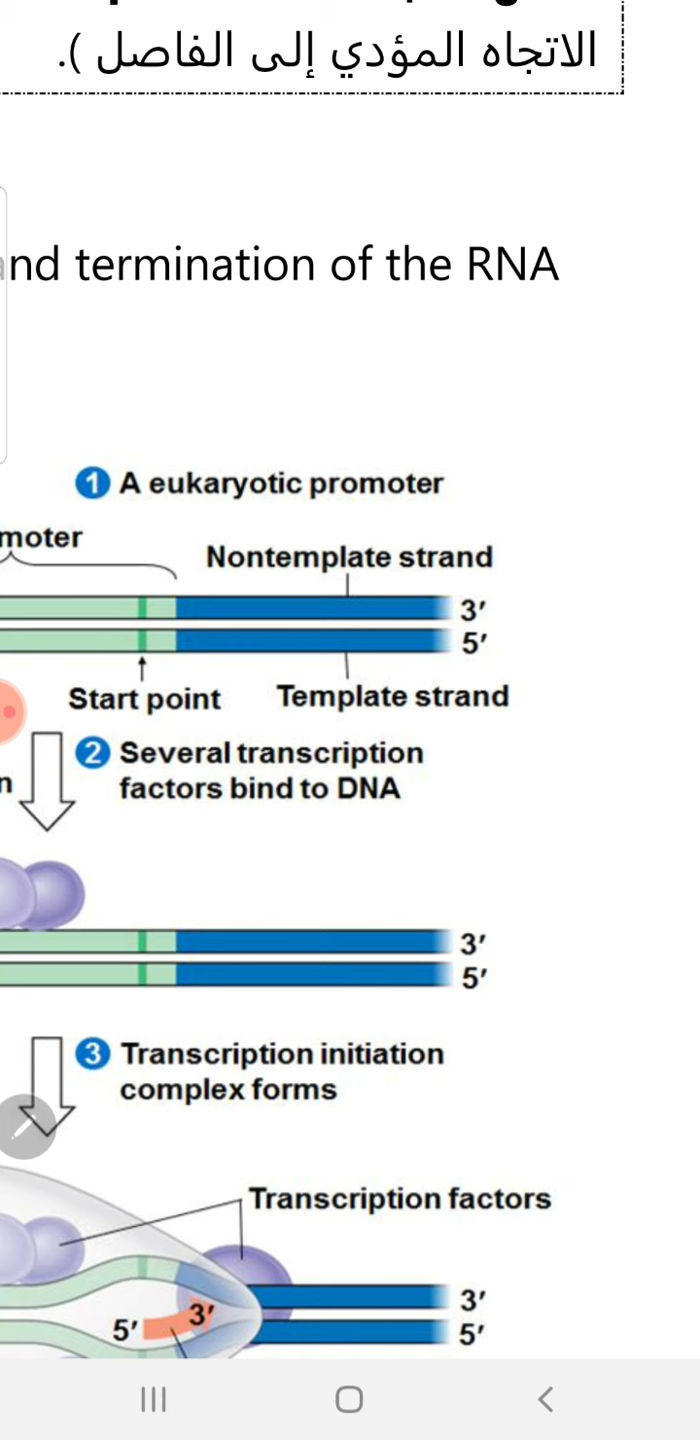 الاتجاه المؤدي إلى الفاصل ).
nd termination of the RNA
1 A eukaryotic promoter
moter
Nontemplate strand
3′
5′
Start point
Template strand
2 Several transcription
factors bind to DNA
n
3′
5′
3 Transcription initiation
complex forms
Transcription factors
3′
5′
5′
3′